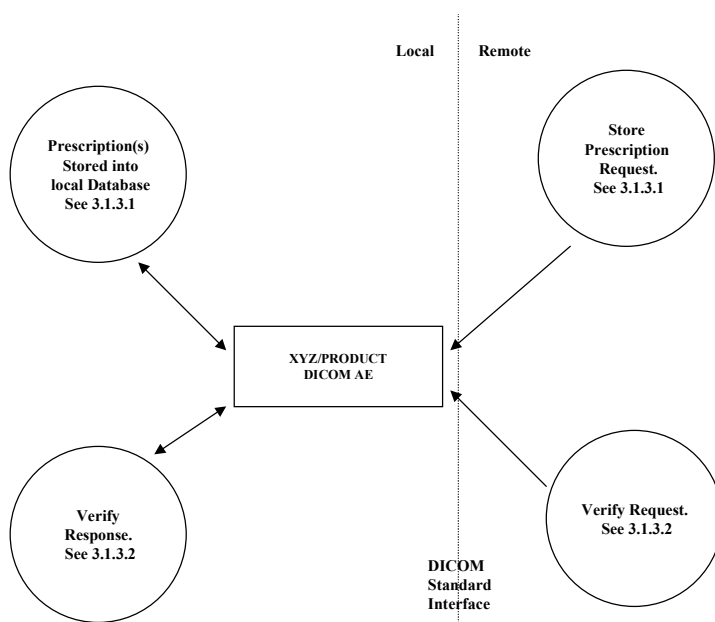 Local
Remote
Prescription(s)
Stored into
local Database
See 3.1.3.1
Store
Prescription
Request.
See 3.1.3.1
XYZ/PRODUCT
DICOM AE
Verify
Response.
See 3.1.3.2
Verify Request.
See 3.1.3.2
DICOM
Standard
Interface